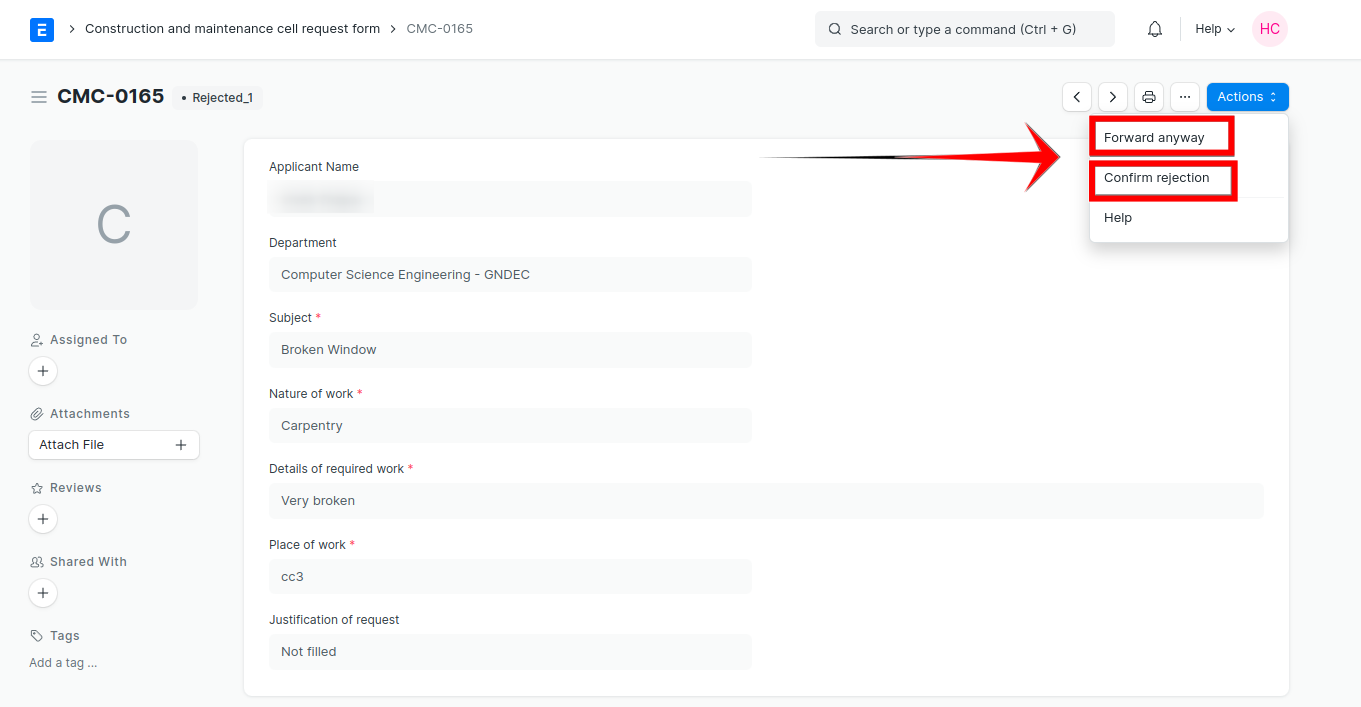 E
Construction and maintenance cell request form
CMC-0165
Search or type a command (Ctrl + G)
Help
HC
CMC-0165
Rejected_1
Actions
Forward anyway
Confirm rejection
Help
C
Assigned To
Attachments
Attach File
Reviews
Shared With
Tags
Add a tag ...
Applicant Name
Department
Computer Science Engineering - GNDEC
Subject *
Broken Window
Nature of work *
Carpentry
Details of required work *
Very broken
Place of work *
cc3
Justification of request
Not filled